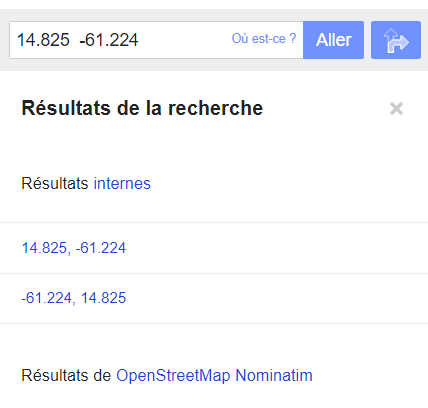 14.825 -61.224 Où est-ce ? Aller
Résultats de la recherche ×
Résultats internes
14.825, -61.224
-61.224, 14.825
Résultats de OpenStreetMap Nominatim